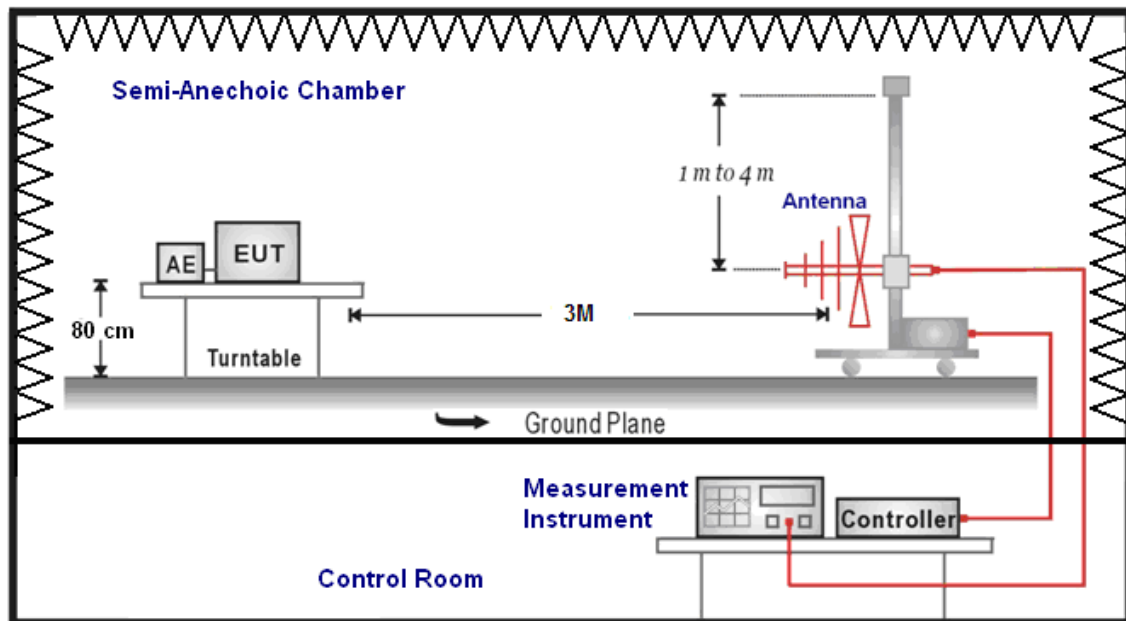 Semi-Anechoic Chamber
1 m to 4 m
Antenna
AE
EUT
80 cm
3M
Turntable
Ground Plane
Measurement
Instrument
Controller
Control Room